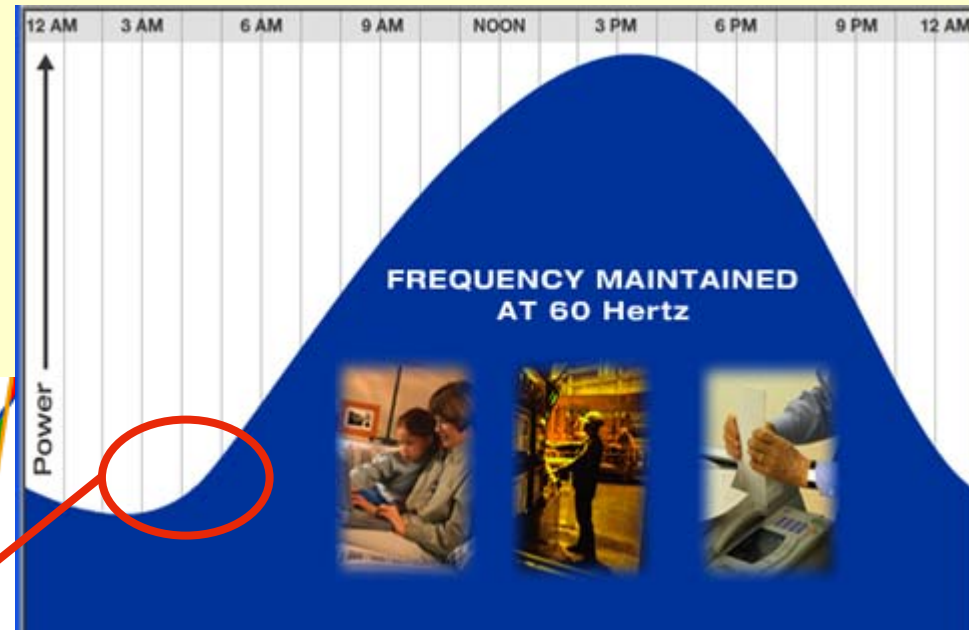 12 AM 3 AM 6 AM 9 AM NOON 3 PM 6 PM 9 PM 12 AM
Power
FREQUENCY MAINTAINED
AT 60 Hertz